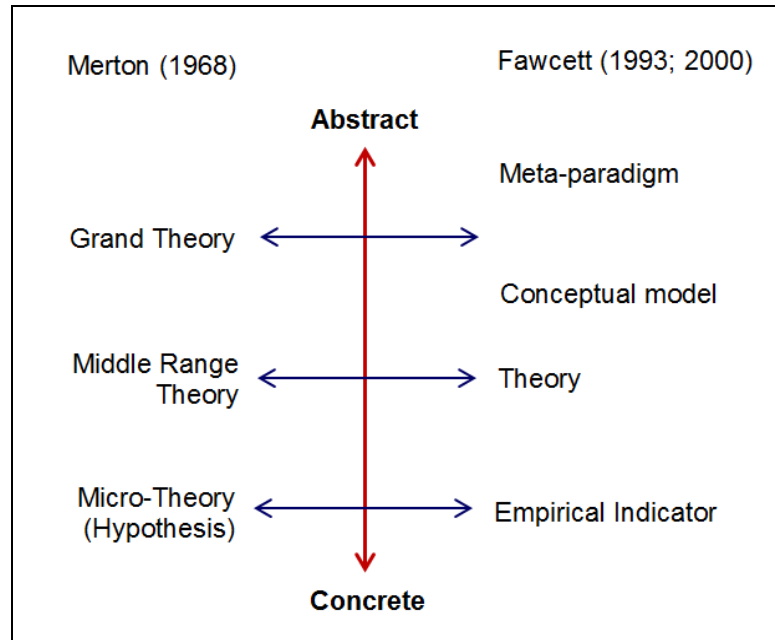 Merton (1968)
Fawcett (1993; 2000)
Abstract
Meta-paradigm
Grand Theory
Conceptual model
Middle Range
Theory
Theory
Micro-Theory
(Hypothesis)
Empirical Indicator
Concrete